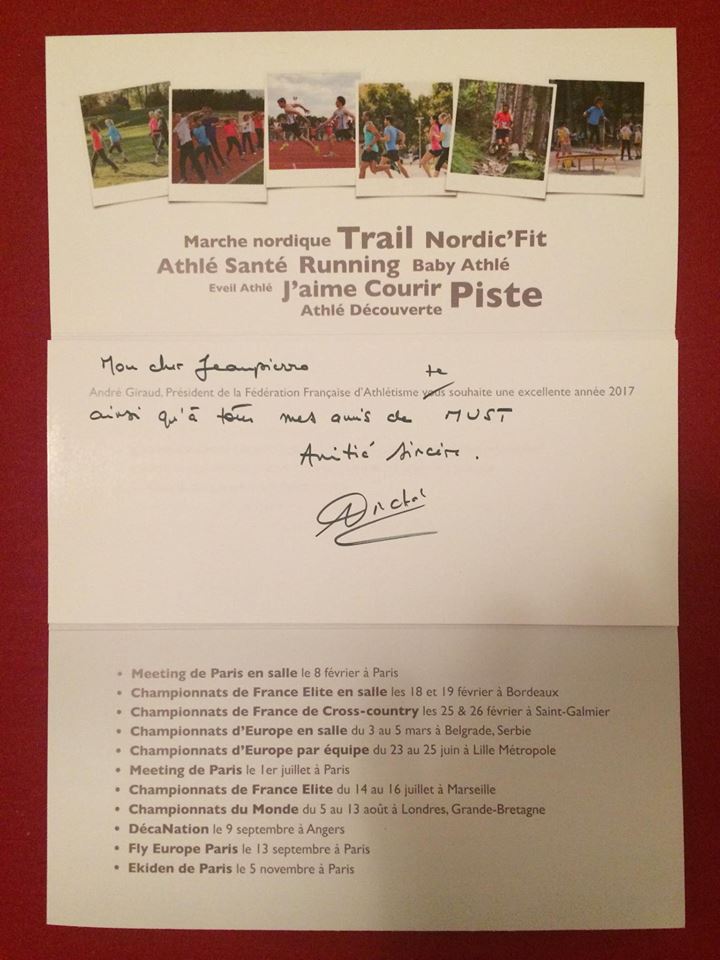 Marche nordique Trail Nordic'Fit
Athlé Santé Running Baby Athlé
Eveil Athlé J'aime Courir Piste
Athlé Découverte
Mon cher Jeanpierre
te
André Giraud, Président de la Fédération Française d'Athlétisme vous souhaite une excellente année 2017
ainsi qu'à tous mes amis de MUST
Amitié sincère.
André
• Meeting de Paris en salle le 8 février à Paris
• Championnats de France Elite en salle les 18 et 19 février à Bordeaux
• Championnats de France de Cross-country les 25 & 26 février à Saint-Galmier
• Championnats d'Europe en salle du 3 au 5 mars à Belgrade, Serbie
• Championnats d'Europe par équipe du 23 au 25 juin à Lille Métropole
• Meeting de Paris le 1er juillet à Paris
• Championnats de France Elite du 14 au 16 juillet à Marseille
• Championnats du Monde du 5 au 13 août à Londres, Grande-Bretagne
• DécaNation le 9 septembre à Angers
• Fly Europe Paris le 13 septembre à Paris
• Ekiden de Paris le 5 novembre à Paris